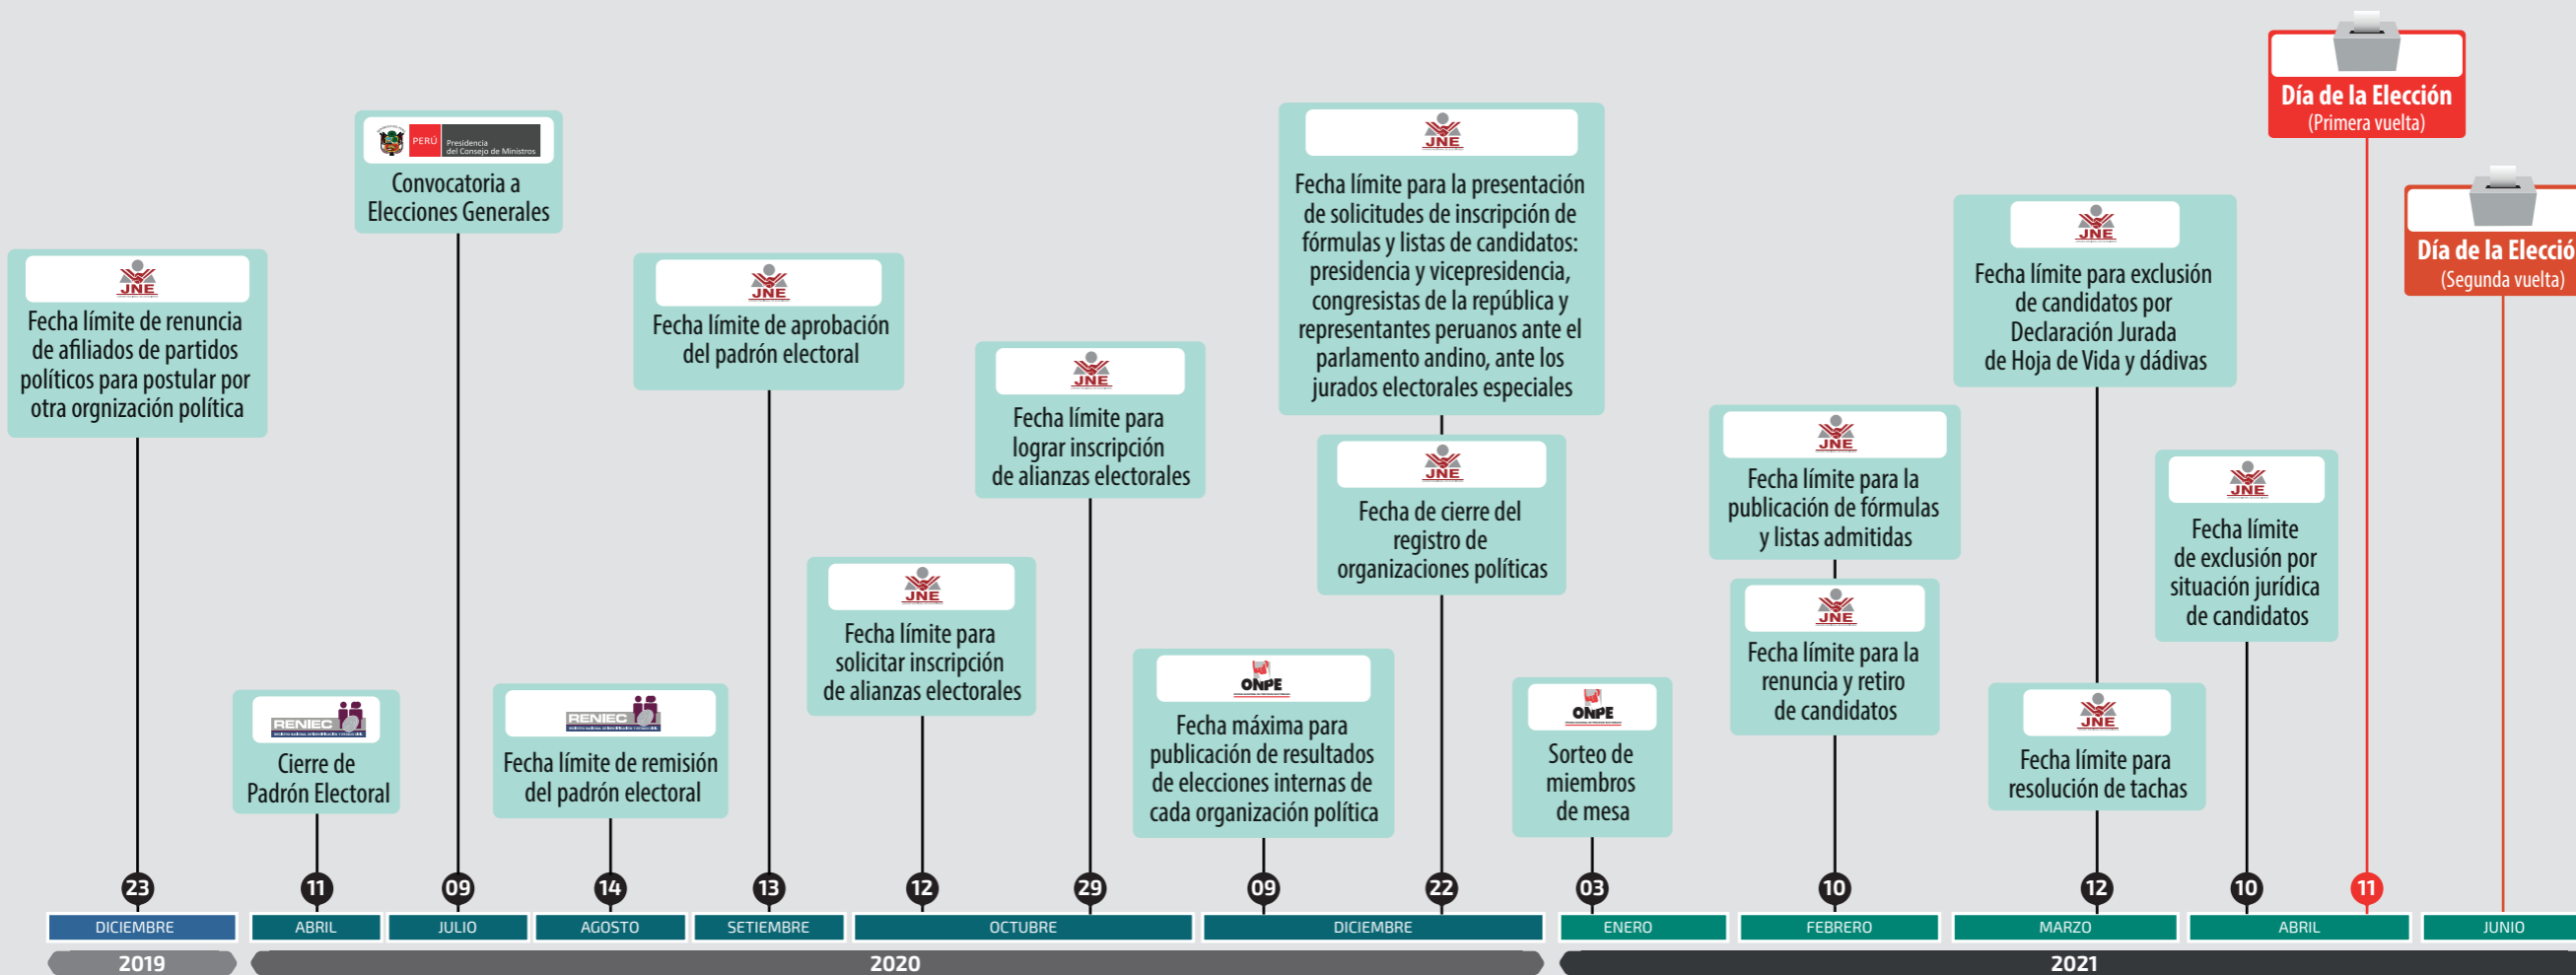 JNE
Fecha límite de renuncia
de afiliados de partidos
políticos para postular por
otra orgnización política
RENIEC
Cierre de
Padrón Electoral
PERÚ
Presidencia
del Consejo de Ministros
Convocatoria a
Elecciones Generales
RENIEC
Fecha límite de remisión
del padrón electoral
JNE
Fecha límite de aprobación
del padrón electoral
JNE
Fecha límite para
solicitar inscripción
de alianzas electorales
JNE
Fecha límite para
lograr inscripción
de alianzas electorales
ONPE
Fecha máxima para
publicación de resultados
de elecciones internas de
cada organización política
JNE
Fecha límite para la presentación
de solicitudes de inscripción de
fórmulas y listas de candidatos:
presidencia y vicepresidencia,
congresistas de la república y
representantes peruanos ante el
parlamento andino, ante los
jurados electorales especiales
JNE
Fecha de cierre del
registro de
organizaciones políticas
ONPE
Sorteo de
miembros
de mesa
JNE
Fecha límite para la
publicación de fórmulas
y listas admitidas
JNE
Fecha límite para la
renuncia y retiro
de candidatos
JNE
Fecha límite para exclusión
de candidatos por
Declaración Jurada
de Hoja de Vida y dádivas
JNE
Fecha límite para
resolución de tachas
JNE
Fecha límite
de exclusión por
situación jurídica
de candidatos
Día de la Elección
(Primera vuelta)
Día de la Elecció
(Segunda vuelta)
23 11 09 14 13 12 29 09 22 03 10 12 10 11
DICIEMBRE ABRIL JULIO AGOSTO SETIEMBRE OCTUBRE DICIEMBRE ENERO FEBRERO MARZO ABRIL JUNIO
2019 2020 2021